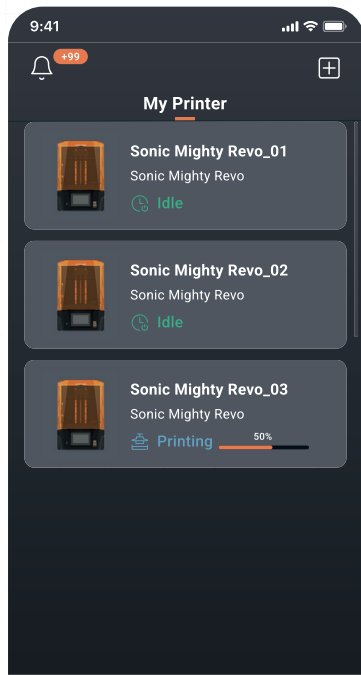 9:41
+99
My Printer
Sonic Mighty Revo_01
Sonic Mighty Revo
Idle
Sonic Mighty Revo_02
Sonic Mighty Revo
Idle
Sonic Mighty Revo_03
Sonic Mighty Revo
Printing 50%